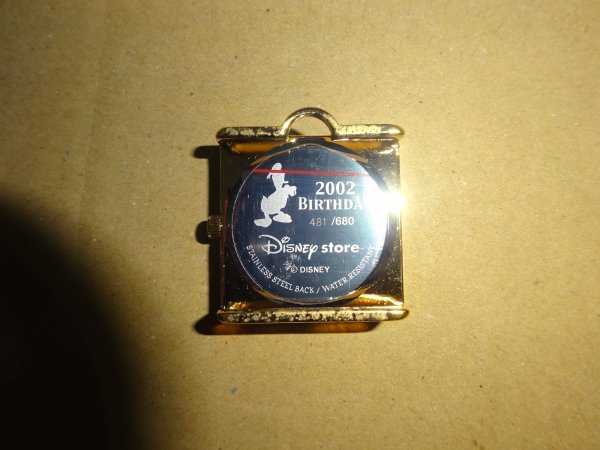 2002
BIRTHDA
481 /680
Disney store
© DISNEY
STAINLESS STEEL BACK / WATER RESISTANT